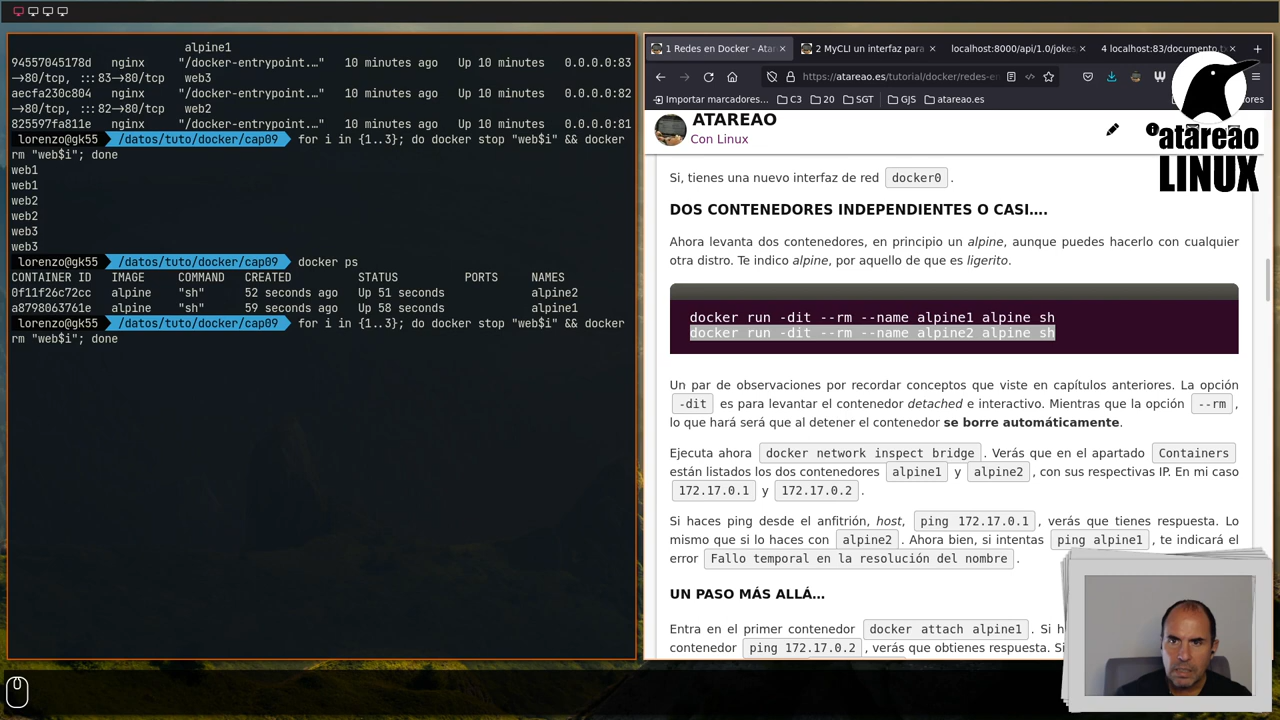 alpine1
94557045178d nginx "/docker-entrypoint.…" 10 minutes ago Up 10 minutes 0.0.0.0:83
→80/tcp, :::83→80/tcp web3
aecfa230c804 nginx "/docker-entrypoint.…" 10 minutes ago Up 10 minutes 0.0.0.0:82
→80/tcp, :::82→80/tcp web2
825597fa811e nginx "/docker-entrypoint.…" 10 minutes ago Up 10 minutes 0.0.0.0:81
lorenzo@gk55 /datos/tuto/docker/cap09 for i in {1..3}; do docker stop "web$i" && docker
rm "web$i"; done
web1
web1
web2
web2
web3
web3
lorenzo@gk55 /datos/tuto/docker/cap09 docker ps
CONTAINER ID IMAGE COMMAND CREATED STATUS PORTS NAMES
0f11f26c72cc alpine "sh" 52 seconds ago Up 51 seconds alpine2
a8798063761e alpine "sh" 59 seconds ago Up 58 seconds alpine1
lorenzo@gk55 /datos/tuto/docker/cap09 for i in {1..3}; do docker stop "web$i" && docker
rm "web$i"; done
1 Redes en Docker - Atar
2 MyCLI un interfaz para
localhost:8000/api/1.0/jokes
4 localhost:83/documento.
https://atareao.es/tutorial/docker/redes-en
Importar marcadores… C3 20 SGT GJS atareao.es
ATAREAO
Con Linux
atareao
LINUX
Si, tienes una nuevo interfaz de red docker0 .
DOS CONTENEDORES INDEPENDIENTES O CASI….
Ahora levanta dos contenedores, en principio un alpine, aunque puedes hacerlo con cualquier
otra distro. Te indico alpine, por aquello de que es ligerito.
docker run -dit --rm --name alpine1 alpine sh
docker run -dit --rm --name alpine2 alpine sh
Un par de observaciones por recordar conceptos que viste en capítulos anteriores. La opción
-dit es para levantar el contenedor detached e interactivo. Mientras que la opción --rm ,
lo que hará será que al detener el contenedor se borre automáticamente.
Ejecuta ahora docker network inspect bridge . Verás que en el apartado Containers
están listados los dos contenedores alpine1 y alpine2 , con sus respectivas IP. En mi caso
172.17.0.1 y 172.17.0.2 .
Si haces ping desde el anfitrión, host, ping 172.17.0.1 , verás que tienes respuesta. Lo
mismo que si lo haces con alpine2 . Ahora bien, si intentas ping alpine1 , te indicará el
error Fallo temporal en la resolución del nombre .
UN PASO MÁS ALLÁ…
Entra en el primer contenedor docker attach alpine1 . Si h
contenedor ping 172.17.0.2 , verás que obtienes respuesta. Si